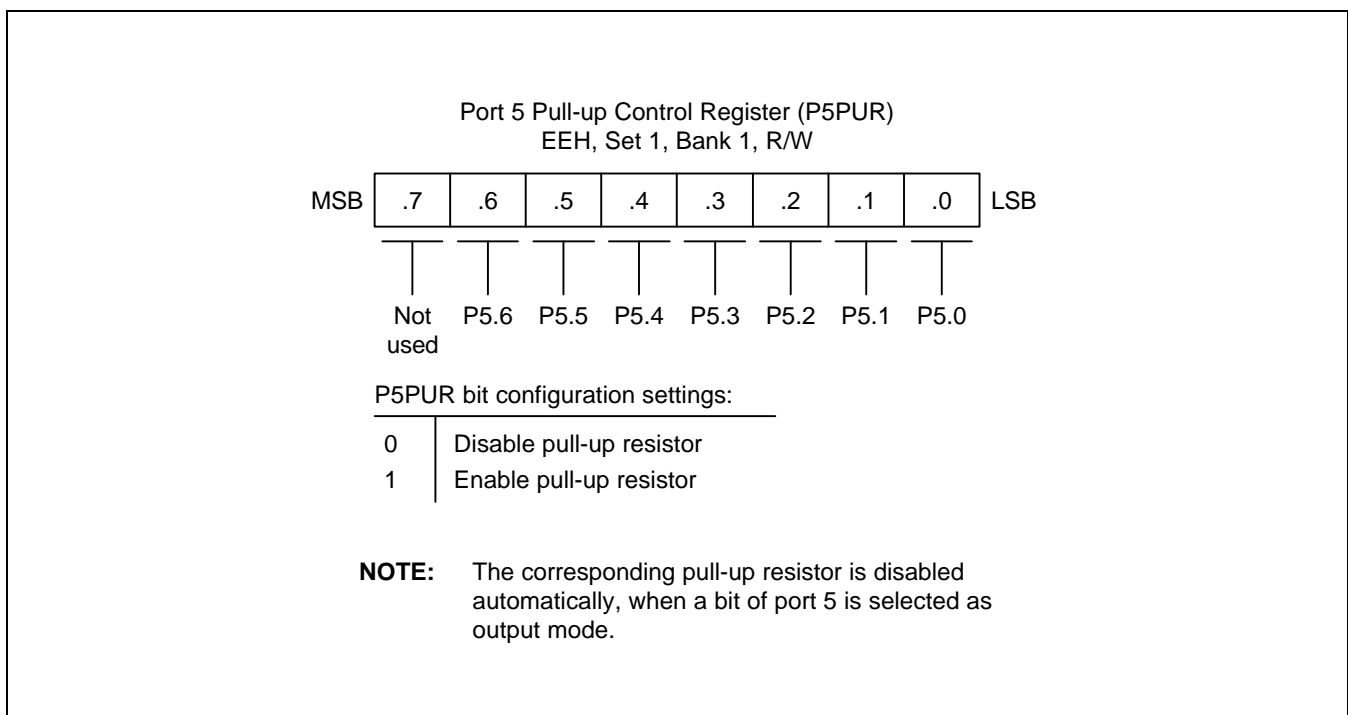 Port 5 Pull-up Control Register (P5PUR)
EEH, Set 1, Bank 1, R/W
MSB .7 .6 .5 .4 .3 .2 .1 .0 LSB
Not used P5.6 P5.5 P5.4 P5.3 P5.2 P5.1 P5.0
P5PUR bit configuration settings:
0 Disable pull-up resistor
1 Enable pull-up resistor
NOTE: The corresponding pull-up resistor is disabled
automatically, when a bit of port 5 is selected as
output mode.